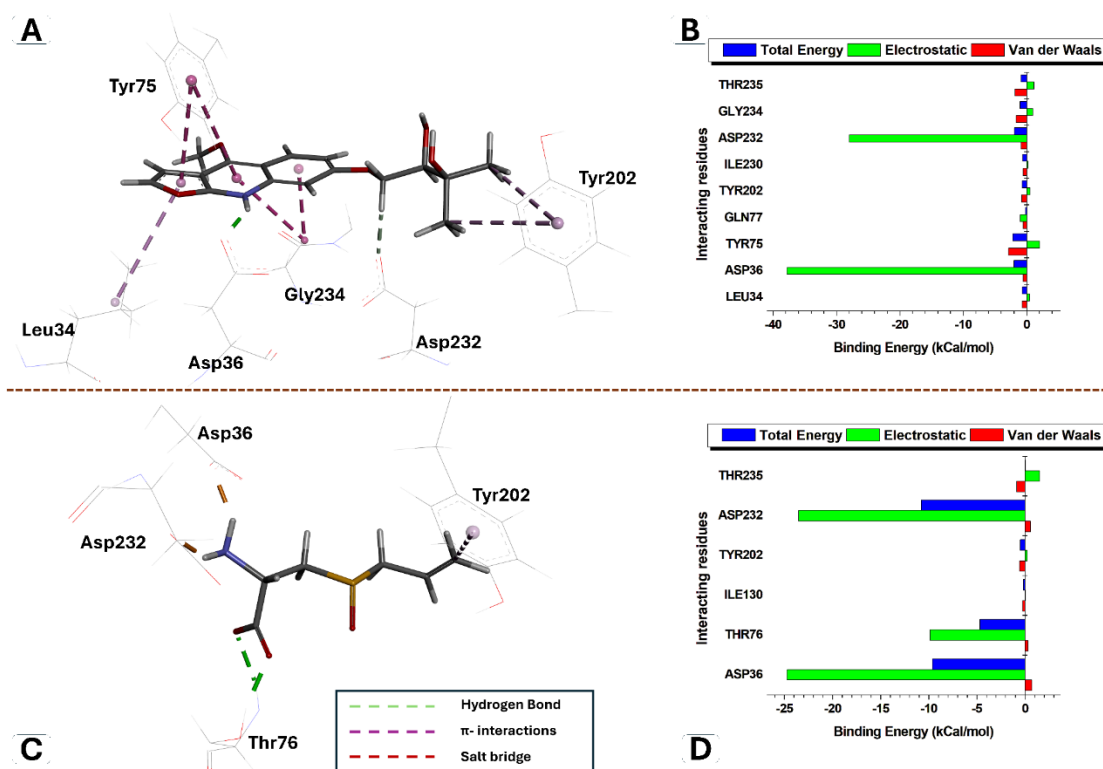 A
Tyr75
Tyr202
Gly234
Leu34
Asp36
Asp232
B
Total Energy Electrostatic Van der Waals
Interacting residues
THR235
GLY234
ASP232
ILE230
TYR202
GLN77
TYR75
ASP36
LEU34
-40 -30 -20 -10 0
Binding Energy (kCal/mol)
Asp36
Asp232
Tyr202
Thr76
C
Hydrogen Bond
π- interactions
Salt bridge
Total Energy Electrostatic Van der Waals
Interacting residues
THR235
ASP232
TYR202
ILE130
THR76
ASP36
-25 -20 -15 -10 -5 0
Binding Energy (kCal/mol)
D